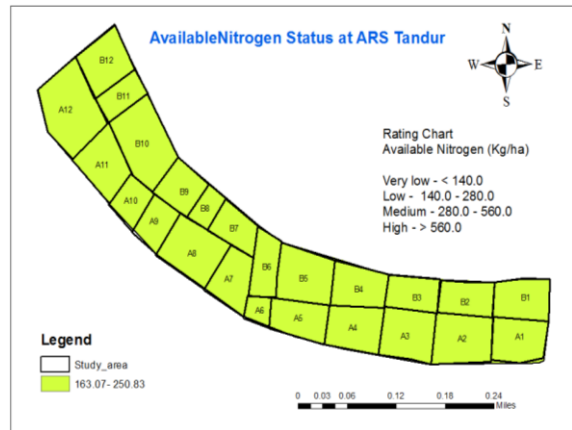 AvailableNitrogen Status at ARS Tandur
N
W E
S
Rating Chart
Available Nitrogen (Kg/ha)
Very low - < 140.0
Low - 140.0 - 280.0
Medium - 280.0 - 560.0
High - > 560.0
B12
B11
A12
B10
A11
B9
A10
B8
A9
B7
A8
B6
A7
B5
B4
B3
B2
B1
A6
A5
A4
A3
A2
A1
Legend
Study_area
163.07- 250.83
0 0.03 0.06 0.12 0.18 0.24
Miles